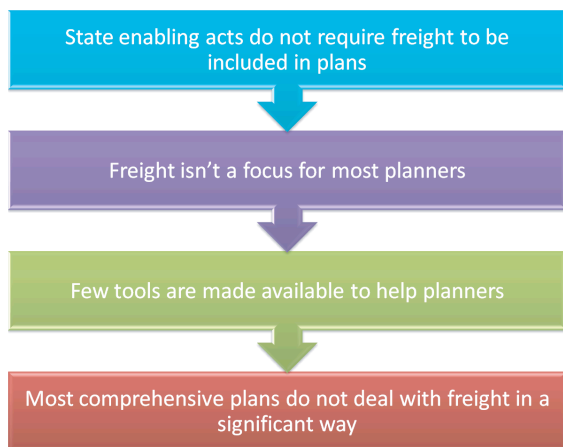 State enabling acts do not require freight to be
included in plans
Freight isn’t a focus for most planners
Few tools are made available to help planners
Most comprehensive plans do not deal with freight in a
significant way